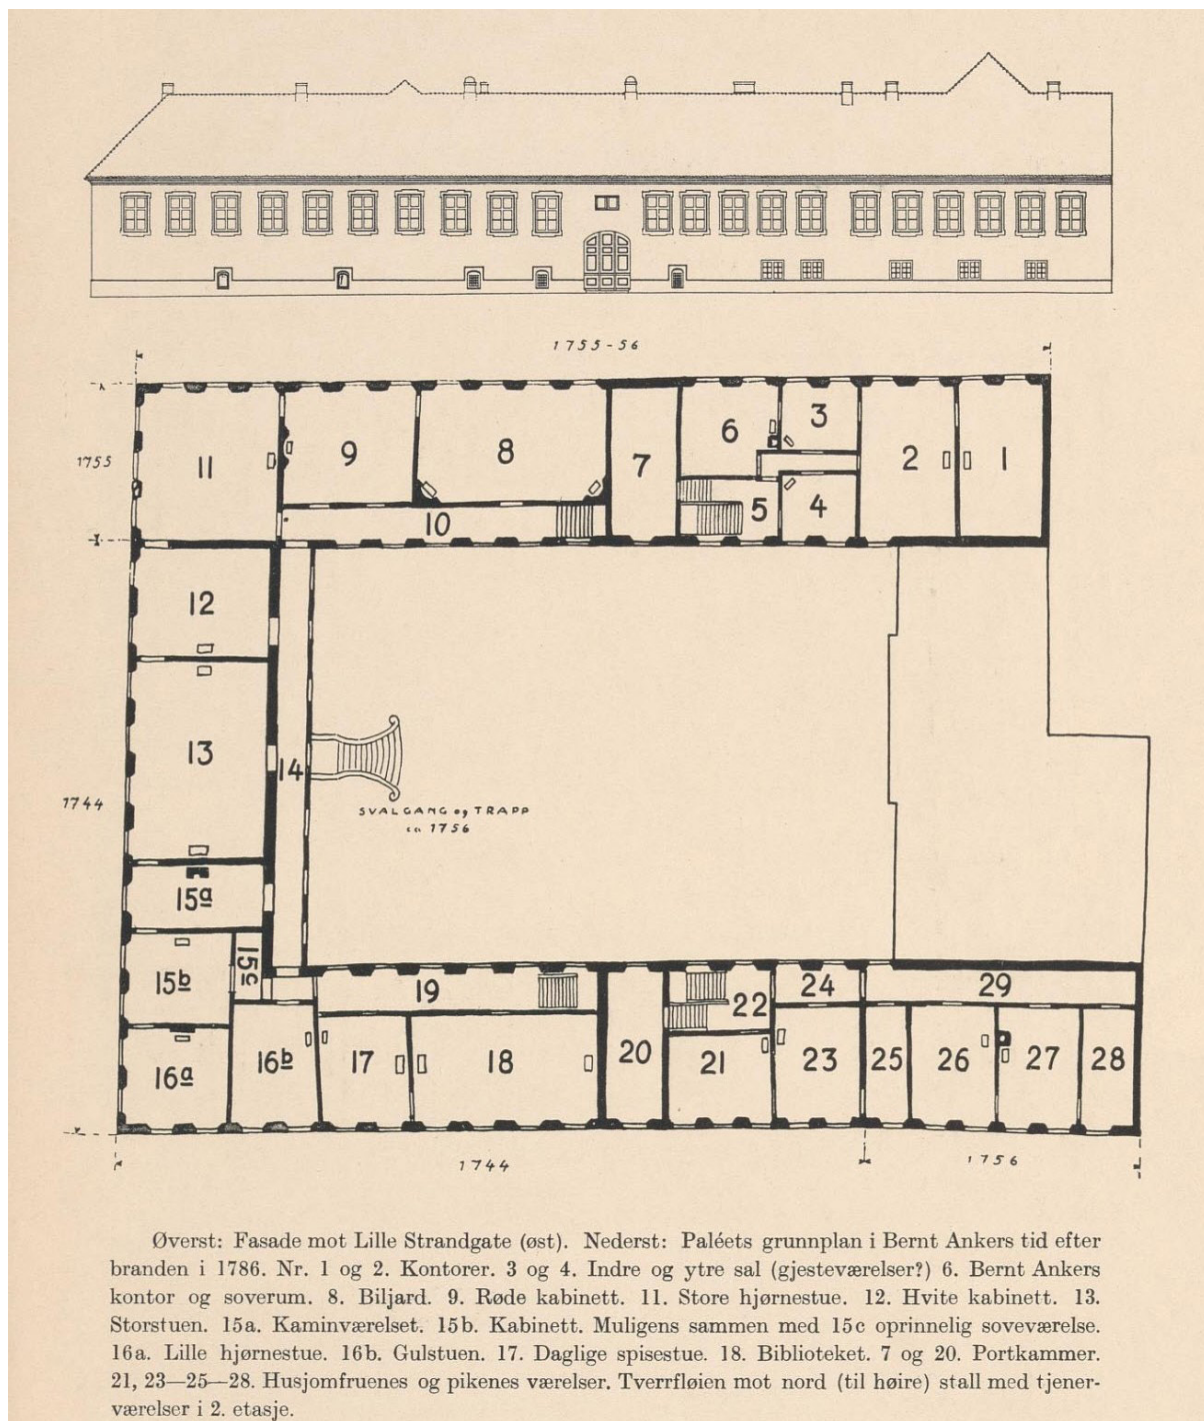 1755-56
1755
11
9
8
7
6
3
2
1
10
5
4
12
13
14
1744
SVALGANG og TRAPP
ca 1756
15a
15b
15c
19
22
24
29
16a
16b
17
18
20
21
23
25
26
27
28
1744
1756
Øverst: Fasade mot Lille Strandgate (øst). Nederst: Paléets grunnplan i Bernt Ankers tid efter
branden i 1786. Nr. 1 og 2. Kontorer. 3 og 4. Indre og ytre sal (gjesteværelser?) 6. Bernt Ankers
kontor og soverum. 8. Biljard. 9. Røde kabinett. 11. Store hjørnestue. 12. Hvite kabinett. 13.
Storstuen. 15a. Kaminværelset. 15b. Kabinett. Muligens sammen med 15c oprinnelig soveværelse.
16a. Lille hjørnestue. 16b. Gulstuen. 17. Daglige spisestue. 18. Biblioteket. 7 og 20. Portkammer.
21, 23—25—28. Husjomfruenes og pikenes værelser. Tverrfløien mot nord (til høire) stall med tjener-
værelser i 2. etasje.